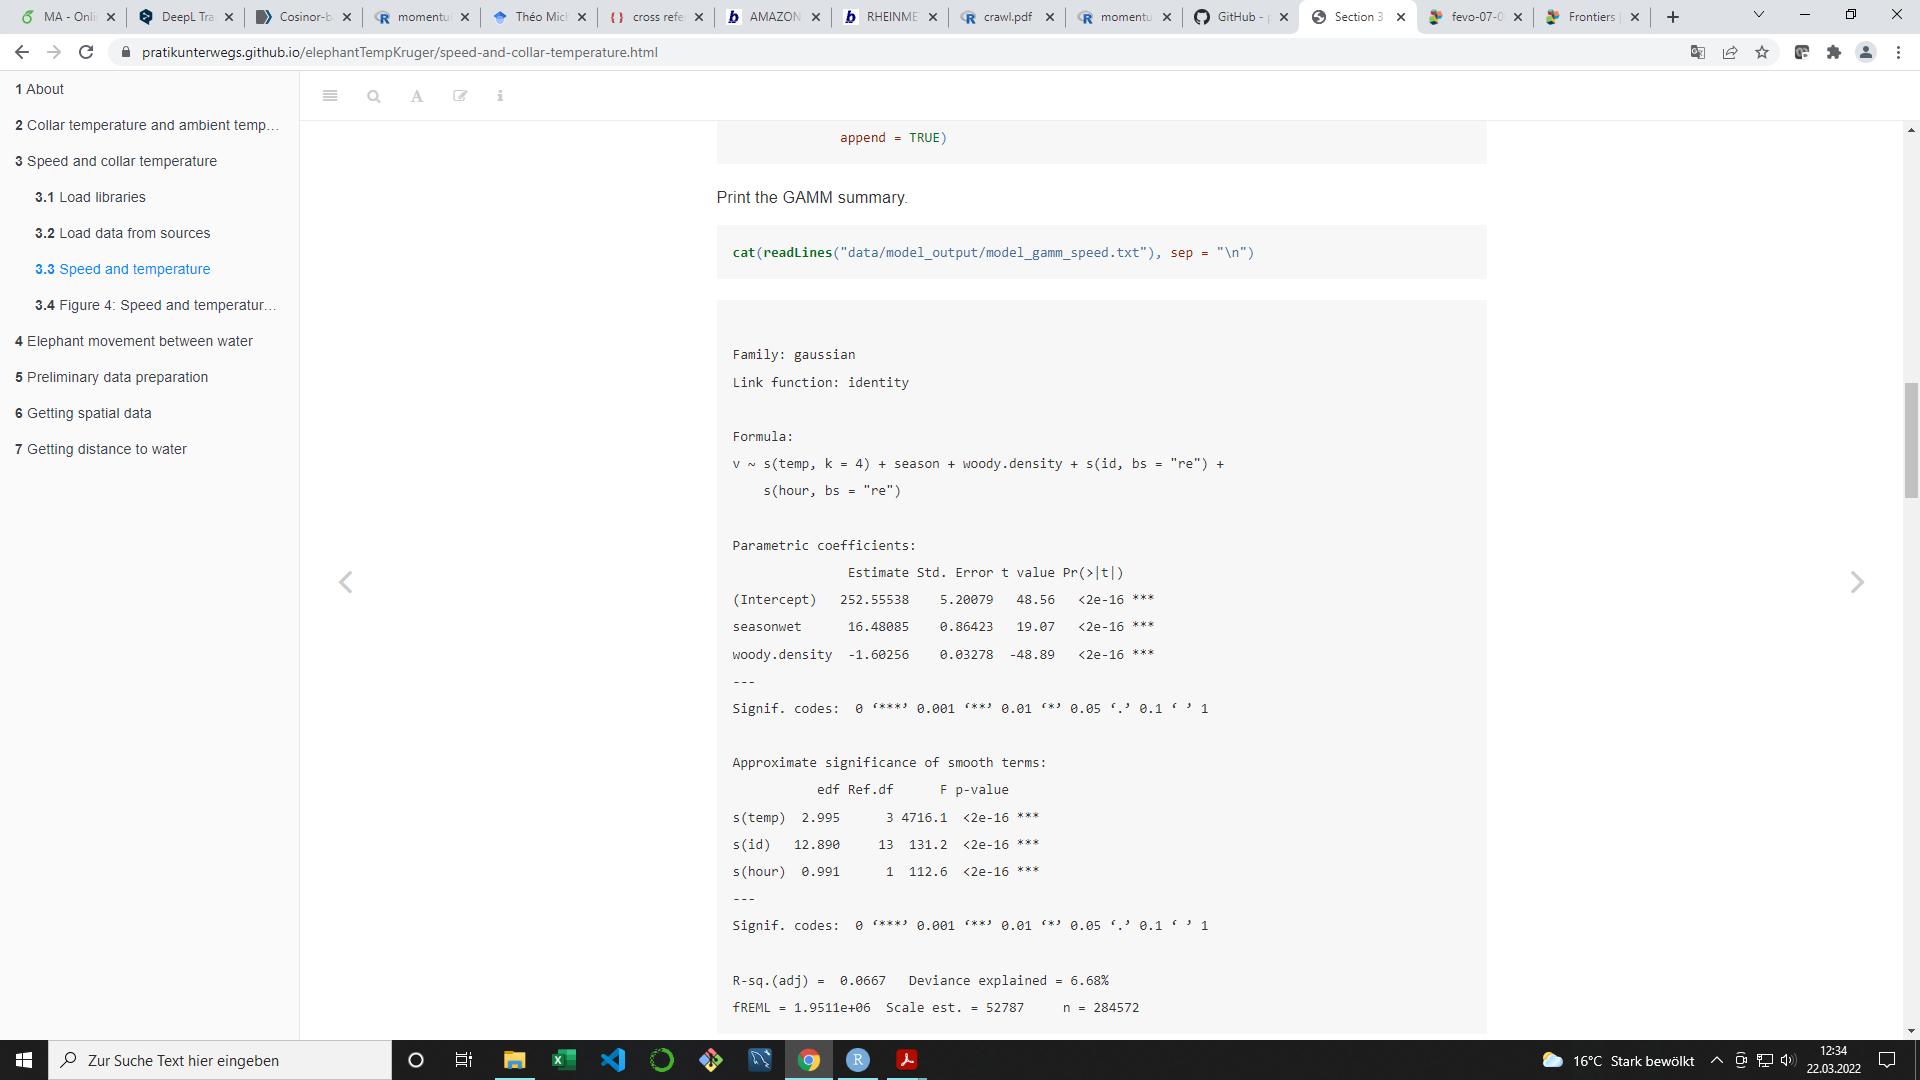 MA - Onli
DeepL Tra
Cosinor-b
momentu
Théo Mic
cross refe
AMAZON
RHEINME
crawl.pdf
momentu
GitHub - p
Section 3
fevo-07-0
Frontiers
pratikunterwegs.github.io/elephantTempKruger/speed-and-collar-temperature.html
1 About
2 Collar temperature and ambient temp…
3 Speed and collar temperature
3.1 Load libraries
3.2 Load data from sources
3.3 Speed and temperature
3.4 Figure 4: Speed and temperatur…
4 Elephant movement between water
5 Preliminary data preparation
6 Getting spatial data
7 Getting distance to water
append = TRUE)
Print the GAMM summary.
cat(readLines("data/model_output/model_gamm_speed.txt"), sep = "\n")
Family: gaussian
Link function: identity
Formula:
v ~ s(temp, k = 4) + season + woody.density + s(id, bs = "re") +
s(hour, bs = "re")
Parametric coefficients:
Estimate Std. Error t value Pr(>|t|)
(Intercept) 252.55538 5.20079 48.56 <2e-16 ***
seasonwet 16.48085 0.86423 19.07 <2e-16 ***
woody.density -1.60256 0.03278 -48.89 <2e-16 ***
---
Signif. codes: 0 ‘***’ 0.001 ‘**’ 0.01 ‘*’ 0.05 ‘.’ 0.1 ‘ ’ 1
Approximate significance of smooth terms:
edf Ref.df F p-value
s(temp) 2.995 3 4716.1 <2e-16 ***
s(id) 12.890 13 131.2 <2e-16 ***
s(hour) 0.991 1 112.6 <2e-16 ***
---
Signif. codes: 0 ‘***’ 0.001 ‘**’ 0.01 ‘*’ 0.05 ‘.’ 0.1 ‘ ’ 1
R-sq.(adj) = 0.0667 Deviance explained = 6.68%
fREML = 1.9511e+06 Scale est. = 52787 n = 284572
Zur Suche Text hier eingeben
16°C Stark bewölkt
12:34
22.03.2022